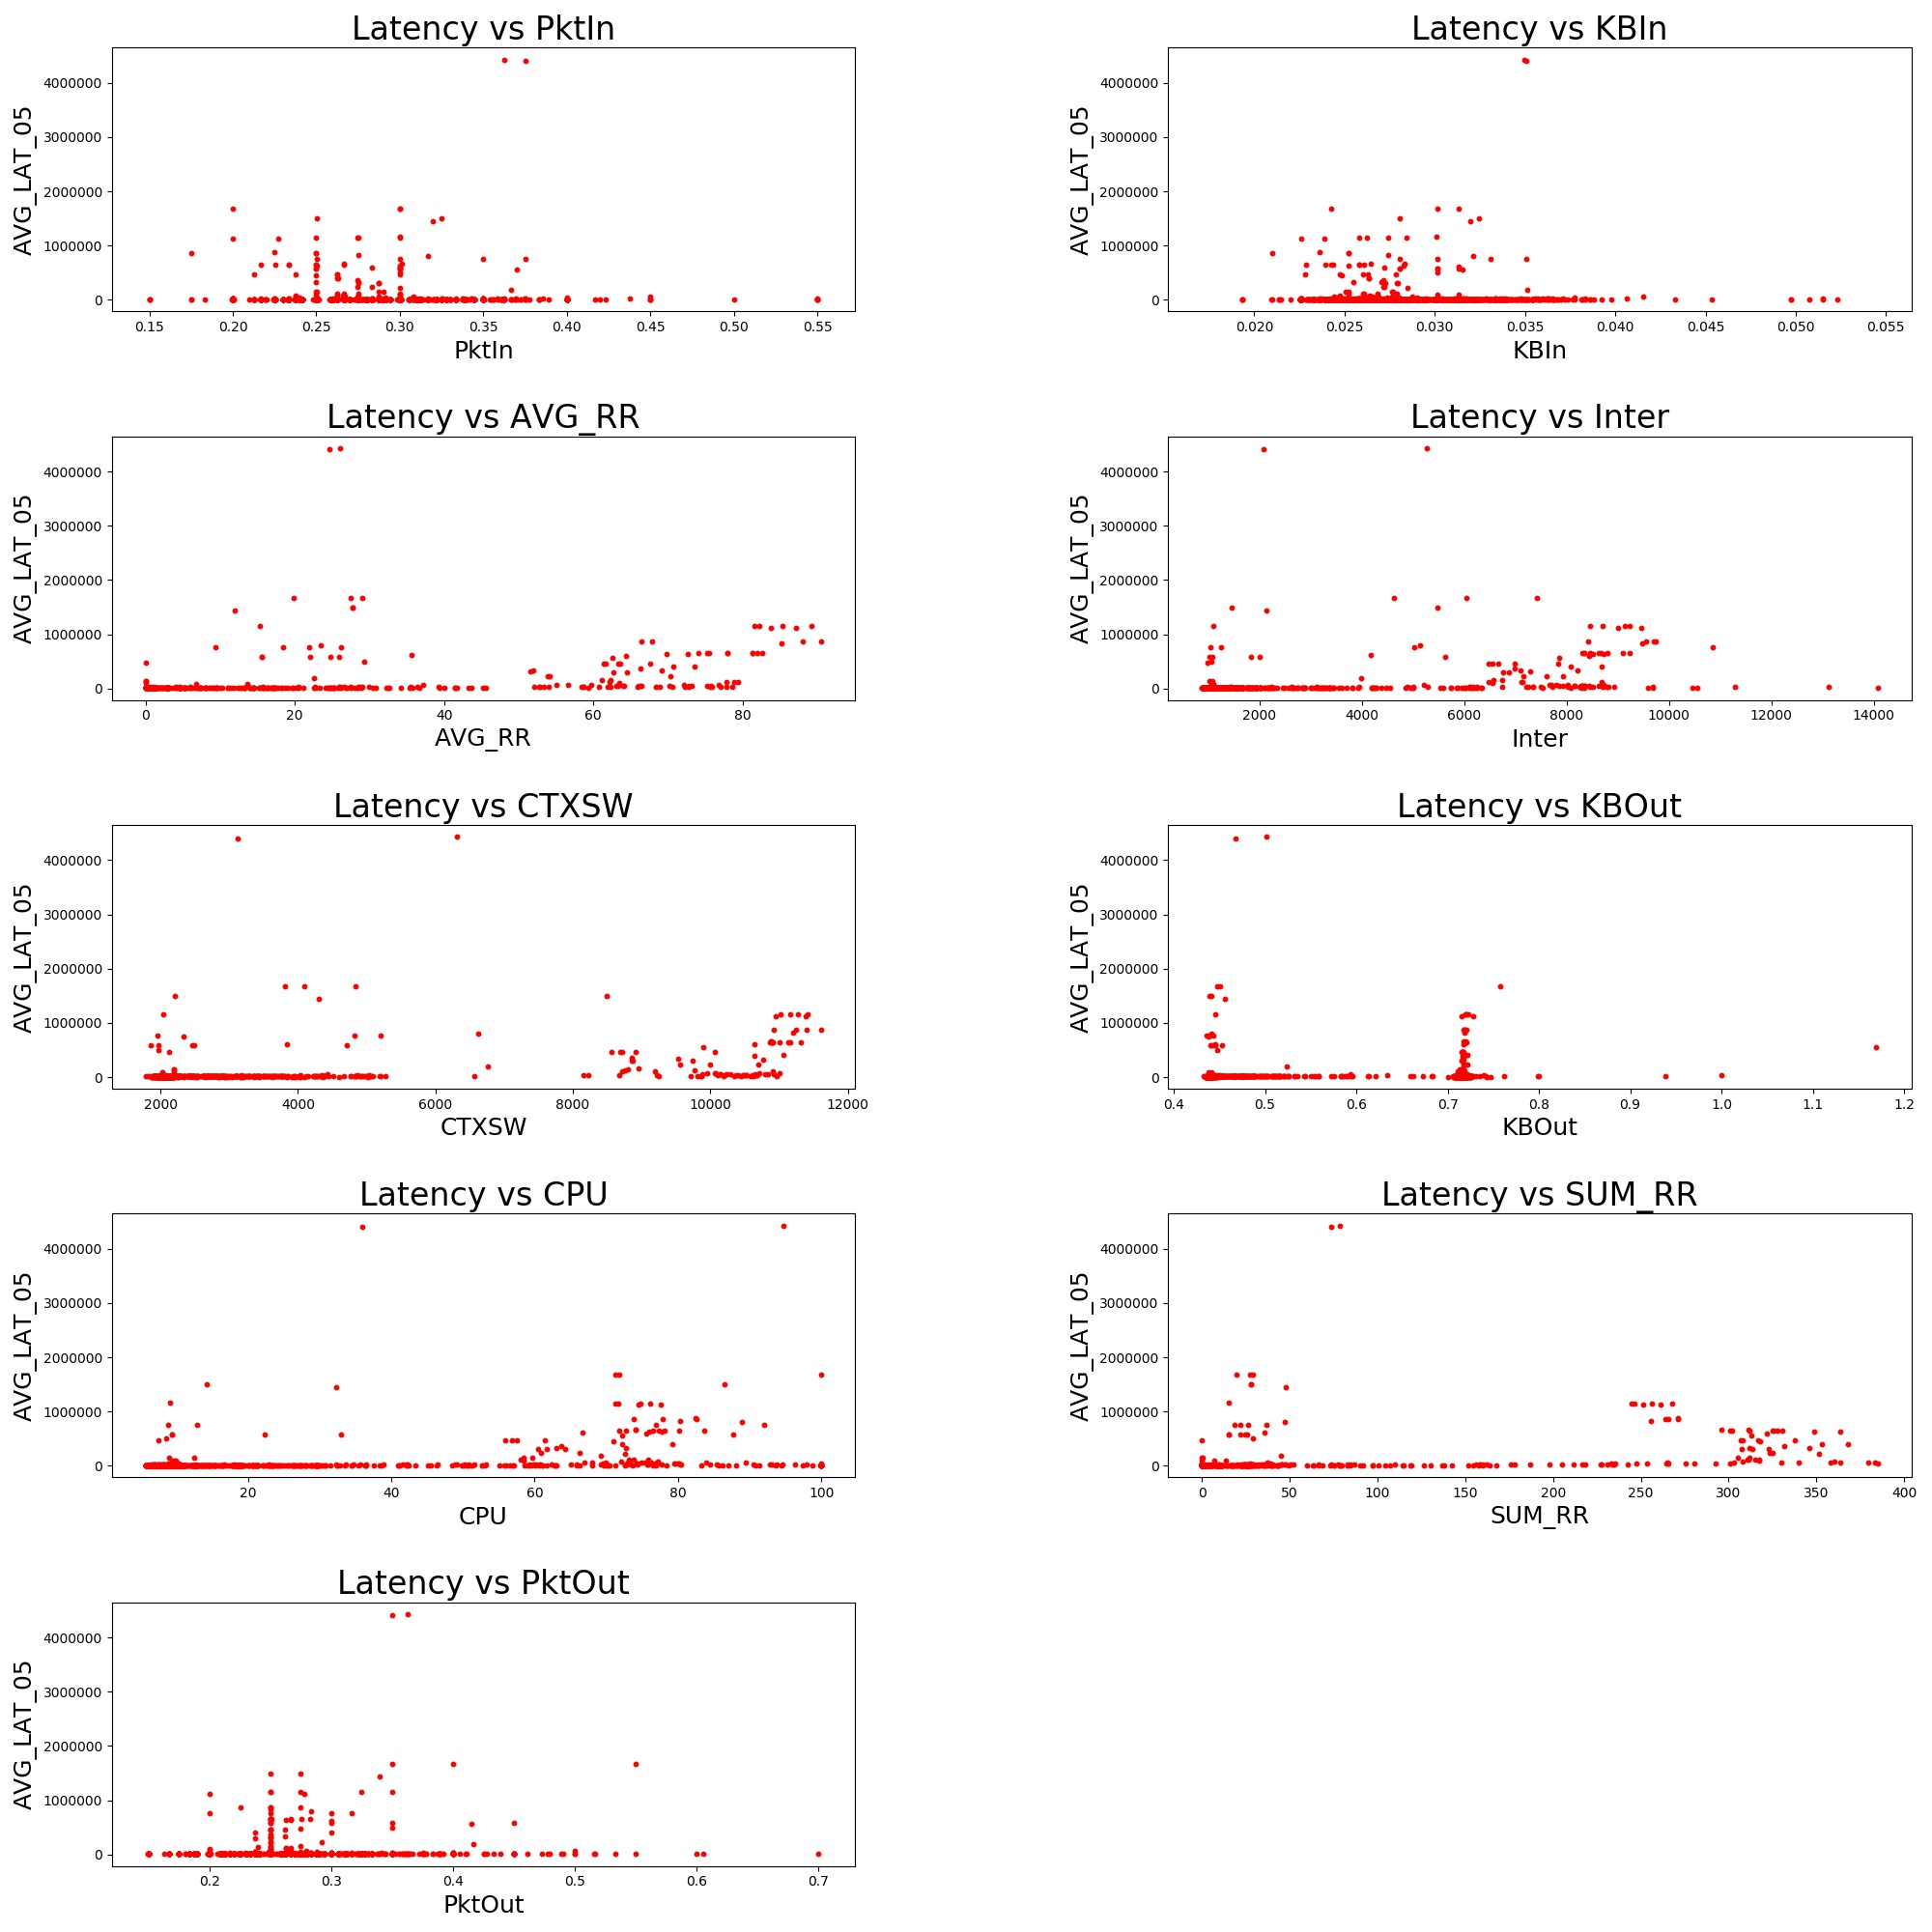 Latency vs PktIn
AVG_LAT_05
4000000
3000000
2000000
1000000
0
0.15 0.20 0.25 0.30 0.35 0.40 0.45 0.50 0.55
PktIn
Latency vs KBIn
AVG_LAT_05
4000000
3000000
2000000
1000000
0
0.020 0.025 0.030 0.035 0.040 0.045 0.050 0.055
KBIn
Latency vs AVG_RR
AVG_LAT_05
4000000
3000000
2000000
1000000
0
0 20 40 60 80
AVG_RR
Latency vs Inter
AVG_LAT_05
4000000
3000000
2000000
1000000
0
2000 4000 6000 8000 10000 12000 14000
Inter
Latency vs CTXSW
AVG_LAT_05
4000000
3000000
2000000
1000000
0
2000 4000 6000 8000 10000 12000
CTXSW
Latency vs KBOut
AVG_LAT_05
4000000
3000000
2000000
1000000
0
0.4 0.5 0.6 0.7 0.8 0.9 1.0 1.1 1.2
KBOut
Latency vs CPU
AVG_LAT_05
4000000
3000000
2000000
1000000
0
20 40 60 80 100
CPU
Latency vs SUM_RR
AVG_LAT_05
4000000
3000000
2000000
1000000
0
0 50 100 150 200 250 300 350 400
SUM_RR
Latency vs PktOut
AVG_LAT_05
4000000
3000000
2000000
1000000
0
0.2 0.3 0.4 0.5 0.6 0.7
PktOut